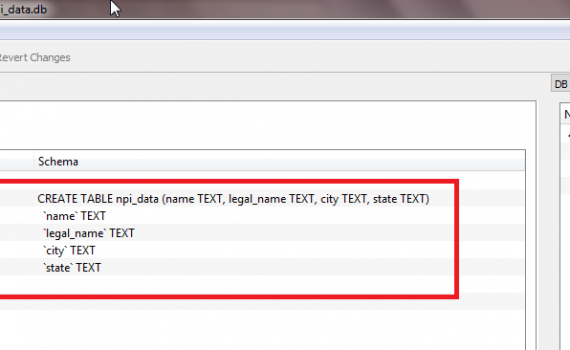 i_data.db
Revert Changes
DB
Schema
CREATE TABLE npi_data (name TEXT, legal_name TEXT, city TEXT, state TEXT)
`name` TEXT
`legal_name` TEXT
`city` TEXT
`state` TEXT